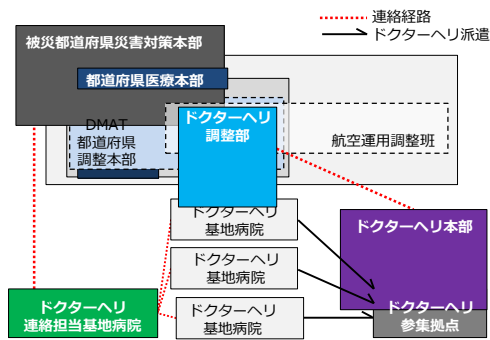 連絡経路
ドクターヘリ派遣
被災都道府県災害対策本部
都道府県医療本部
DMAT
都道府県
調整本部
ドクターヘリ
調整部
航空運用調整班
ドクターヘリ
基地病院
ドクターヘリ
基地病院
ドクターヘリ
基地病院
ドクターヘリ本部
ドクターヘリ
連絡担当基地病院
ドクターヘリ
参集拠点